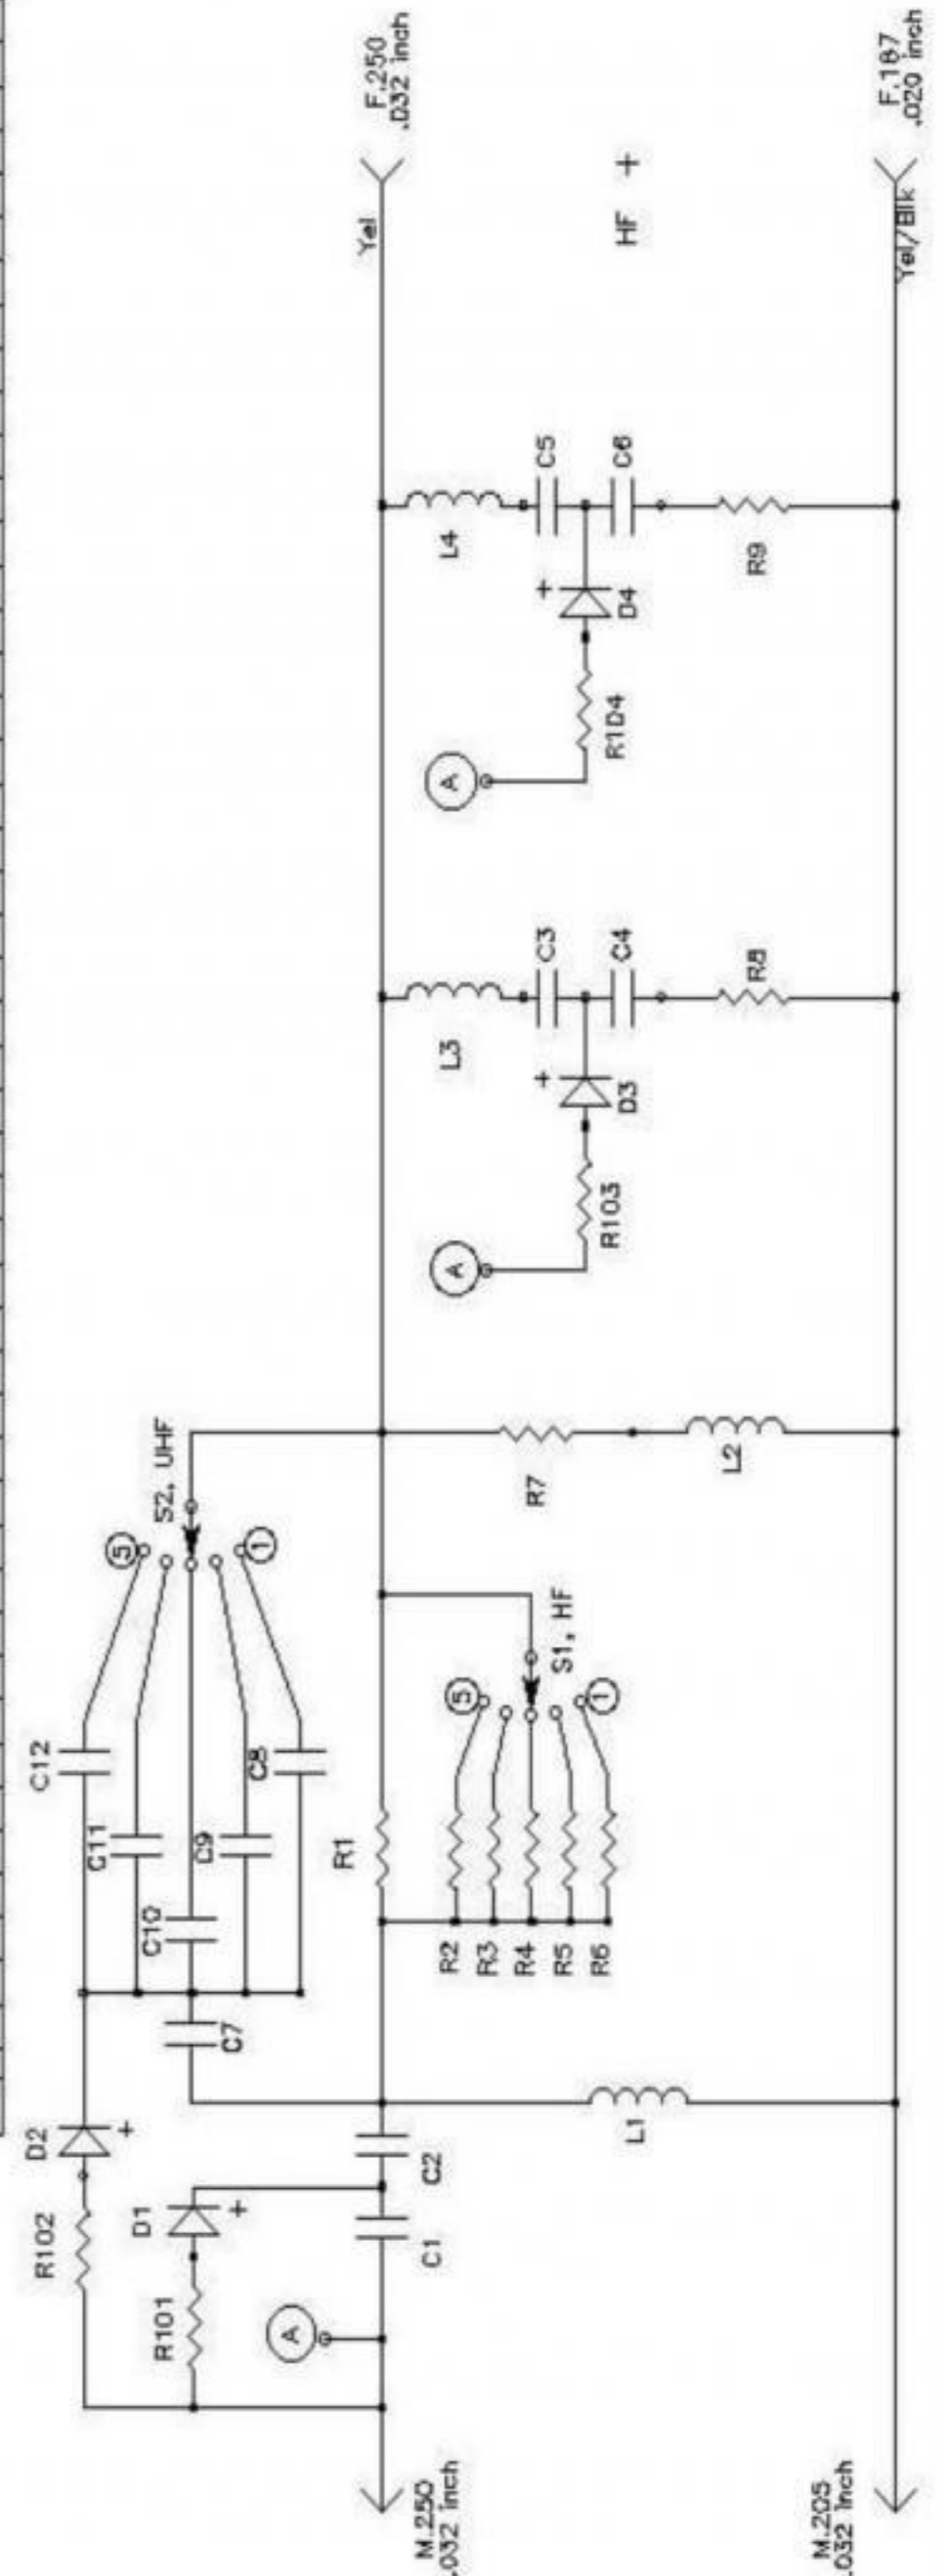 F.250
.032 inch
Yel
HF +
F.187
.020 inch
Yel/Blk
L4
C5
C6
+
D4
R104
R9
A
L3
C3
C4
+
D3
R103
R8
A
S2, UHF
5
1
C12
C11
C10
C9
C8
C7
R7
L2
S1, HF
5
1
R1
R2
R3
R4
R5
R6
D2
+
R102
D1
+
R101
A
C2
C1
L1
M.250
.032 inch
M.205
.032 inch